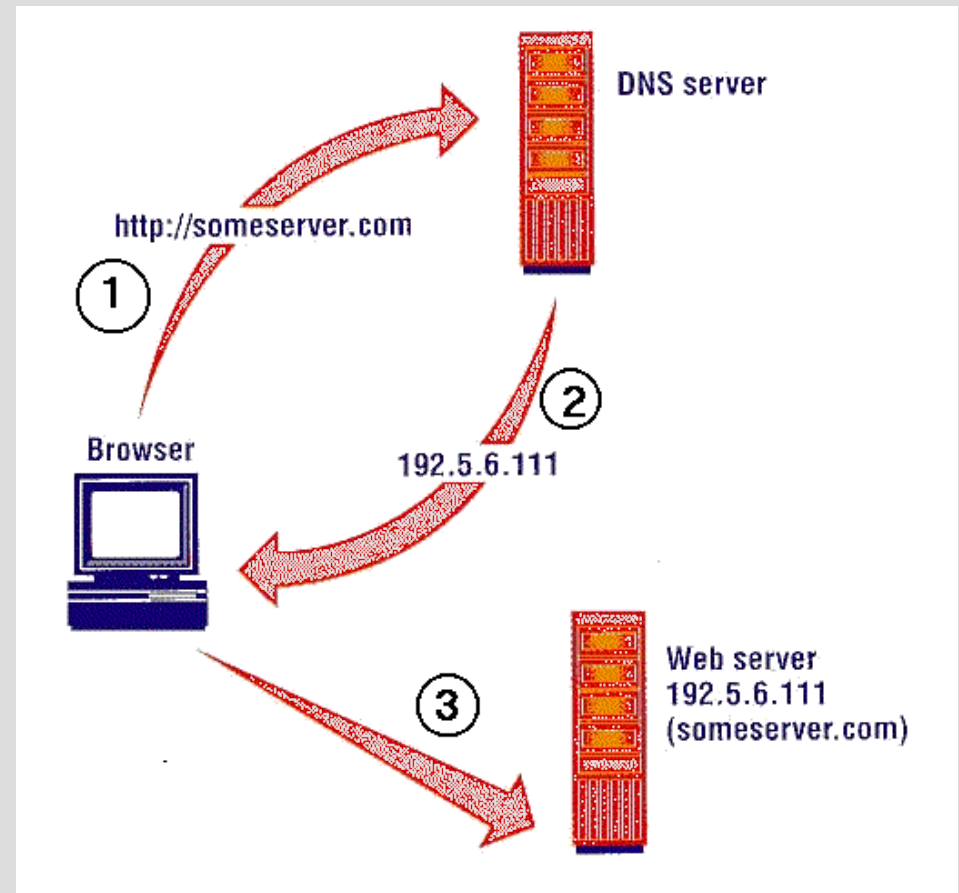 DNS server
http://someserver.com
1
2
Browser
192.5.6.111
3
Web server
192.5.6.111
(someserver.com)